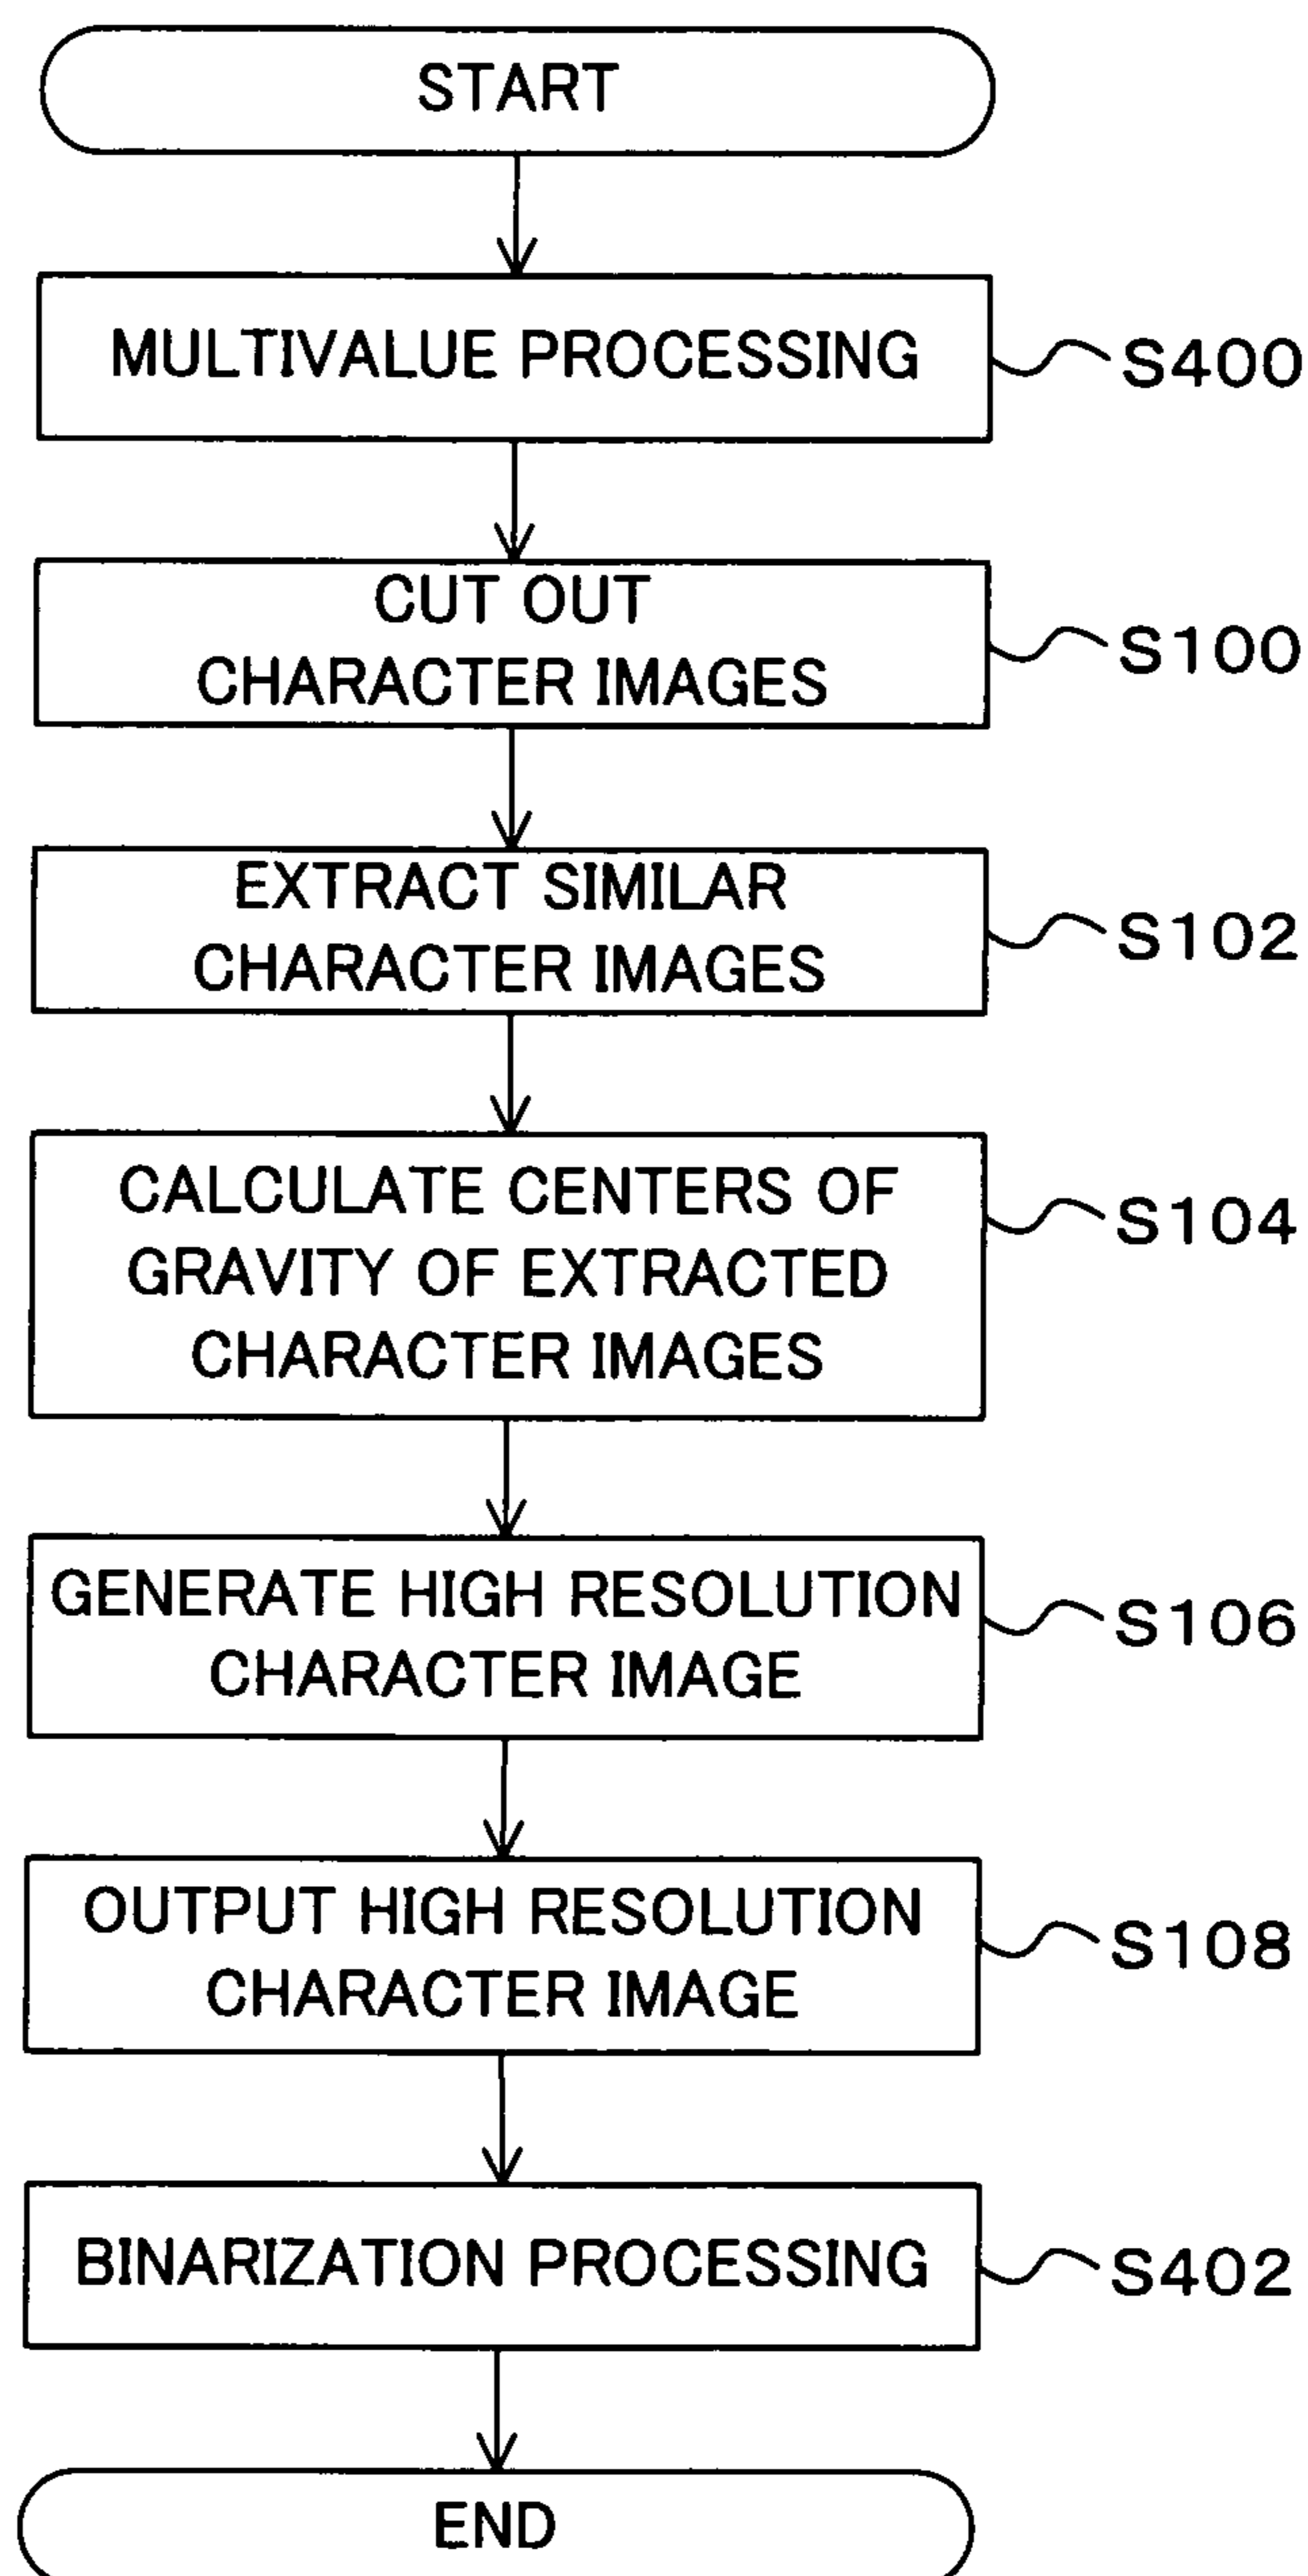 START
MULTIVALUE PROCESSING
S400
CUT OUT
CHARACTER IMAGES
S100
EXTRACT SIMILAR
CHARACTER IMAGES
S102
CALCULATE CENTERS OF
GRAVITY OF EXTRACTED
CHARACTER IMAGES
S104
GENERATE HIGH RESOLUTION
CHARACTER IMAGE
S106
OUTPUT HIGH RESOLUTION
CHARACTER IMAGE
S108
BINARIZATION PROCESSING
S402
END